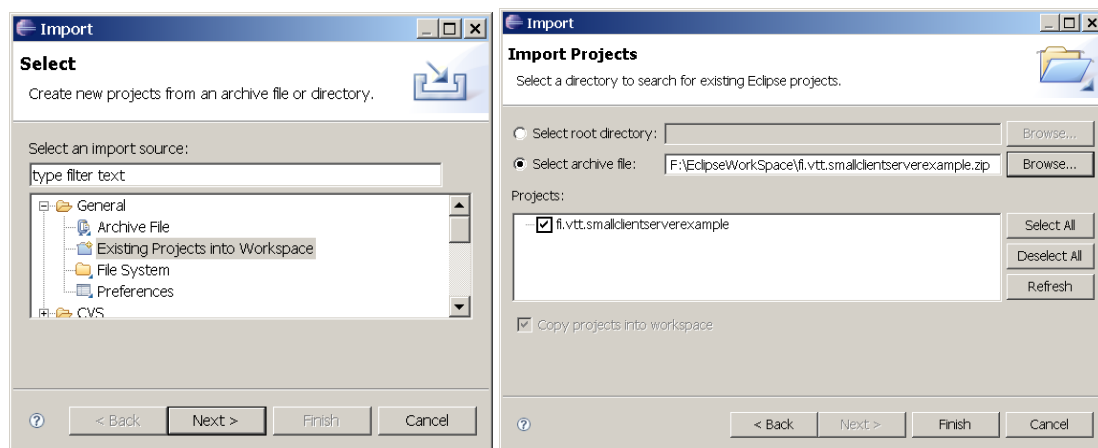 Import
Select
Create new projects from an archive file or directory.
Select an import source:
type filter text
General
Archive File
Existing Projects into Workspace
File System
Preferences
CVS
?
< Back
Next >
Finish
Cancel
Import
Import Projects
Select a directory to search for existing Eclipse projects.
Select root directory:
Browse...
Select archive file:
F:\EclipseWorkSpace\fi.vtt.smallclientserverexample.zip
Browse...
Projects:
fi.vtt.smallclientserverexample
Select All
Deselect All
Refresh
Copy projects into workspace
?
< Back
Next >
Finish
Cancel